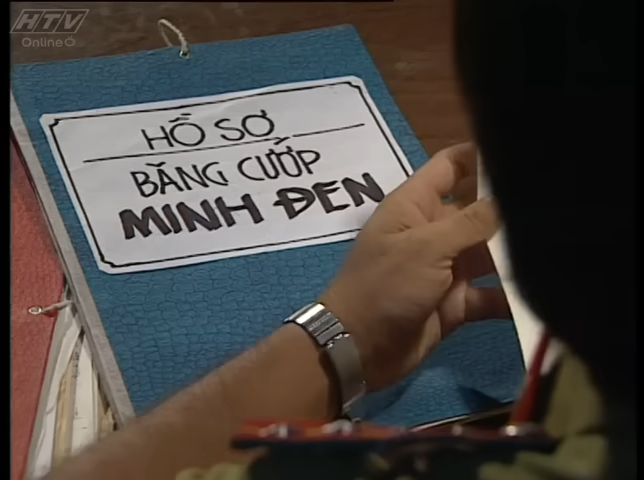 HTV
Online
HỒ SƠ
BĂNG CƯỚP
MINH ĐEN